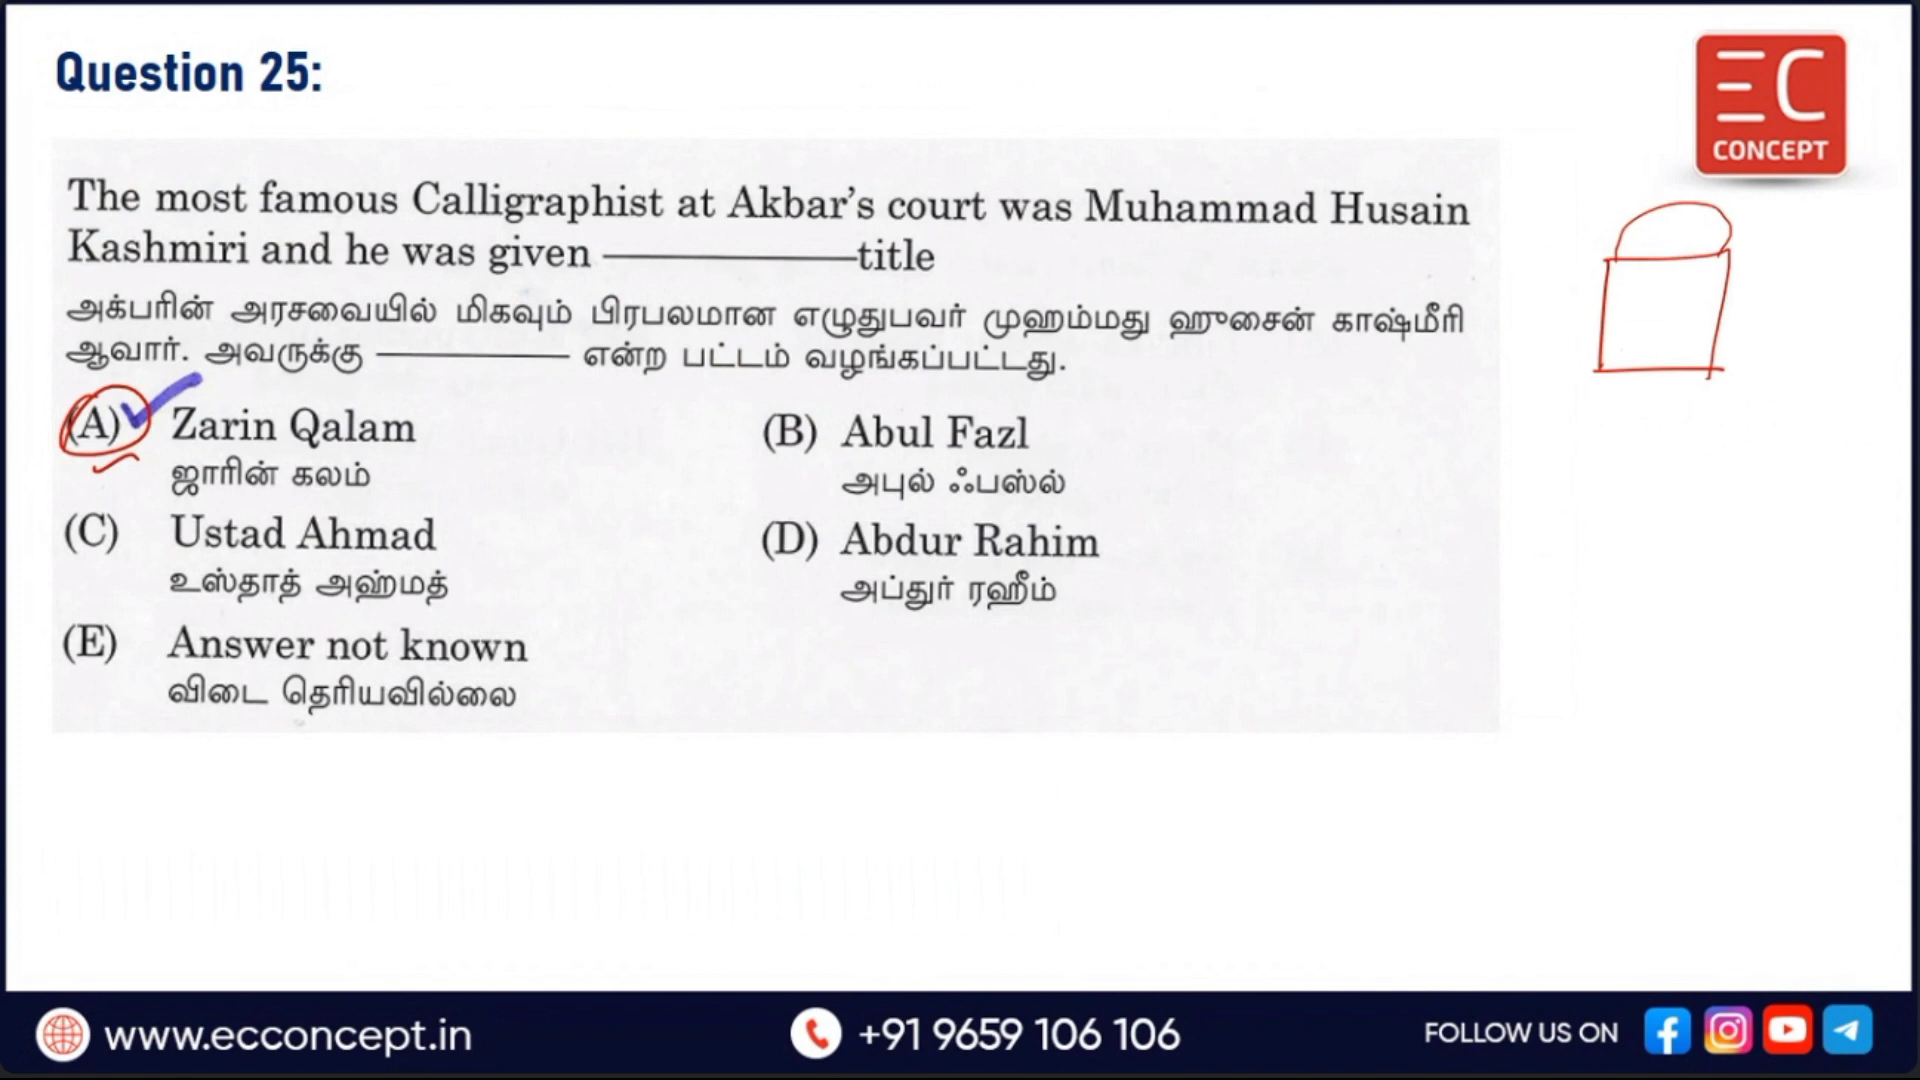 Question 25:
EC
CONCEPT
The most famous Calligraphist at Akbar's court was Muhammad Husain
Kashmiri and he was given ————— title
அக்பரின் அரசவையில் மிகவும் பிரபலமான எழுதுபவர் முஹம்மது ஹுசைன் காஷ்மீரி
ஆவார். அவருக்கு ————— என்ற பட்டம் வழங்கப்பட்டது.
(A) Zarin Qalam
ஜாரின் கலம்
(B) Abul Fazl
அபுல் ஃபஸ்ல்
(C) Ustad Ahmad
உஸ்தாத் அஹ்மத்
(D) Abdur Rahim
அப்துர் ரஹீம்
(E) Answer not known
விடை தெரியவில்லை
www.ecconcept.in
+91 9659 106 106
FOLLOW US ON